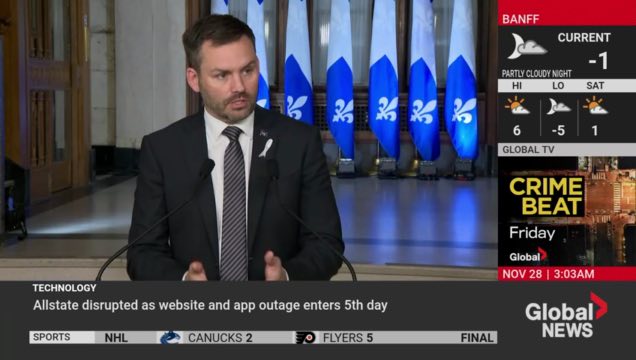 BANFF
CURRENT
-1
PARTLY CLOUDY NIGHT
HI LO SAT
6 -5 1
GLOBAL TV
CRIME
BEAT
Friday
Global
NOV 28 | 3:03AM
TECHNOLOGY
Allstate disrupted as website and app outage enters 5th day
Global
NEWS
SPORTS NHL CANUCKS 2 FLYERS 5 FINAL